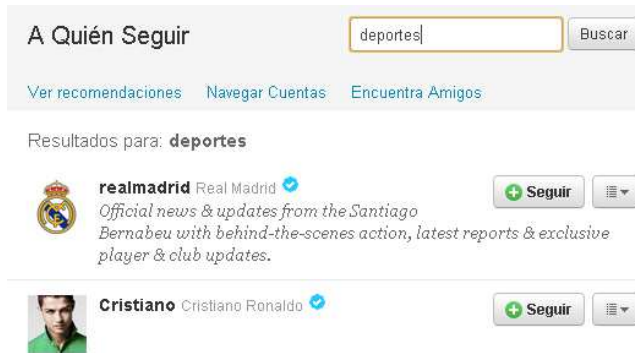 A Quién Seguir
deportes
Buscar
Ver recomendaciones Navegar Cuentas Encuentra Amigos
Resultados para: deportes
realmadrid Real Madrid
Seguir
Official news & updates from the Santiago
Bernabeu with behind-the-scenes action, latest reports & exclusive
player & club updates.
Cristiano Cristiano Ronaldo
Seguir